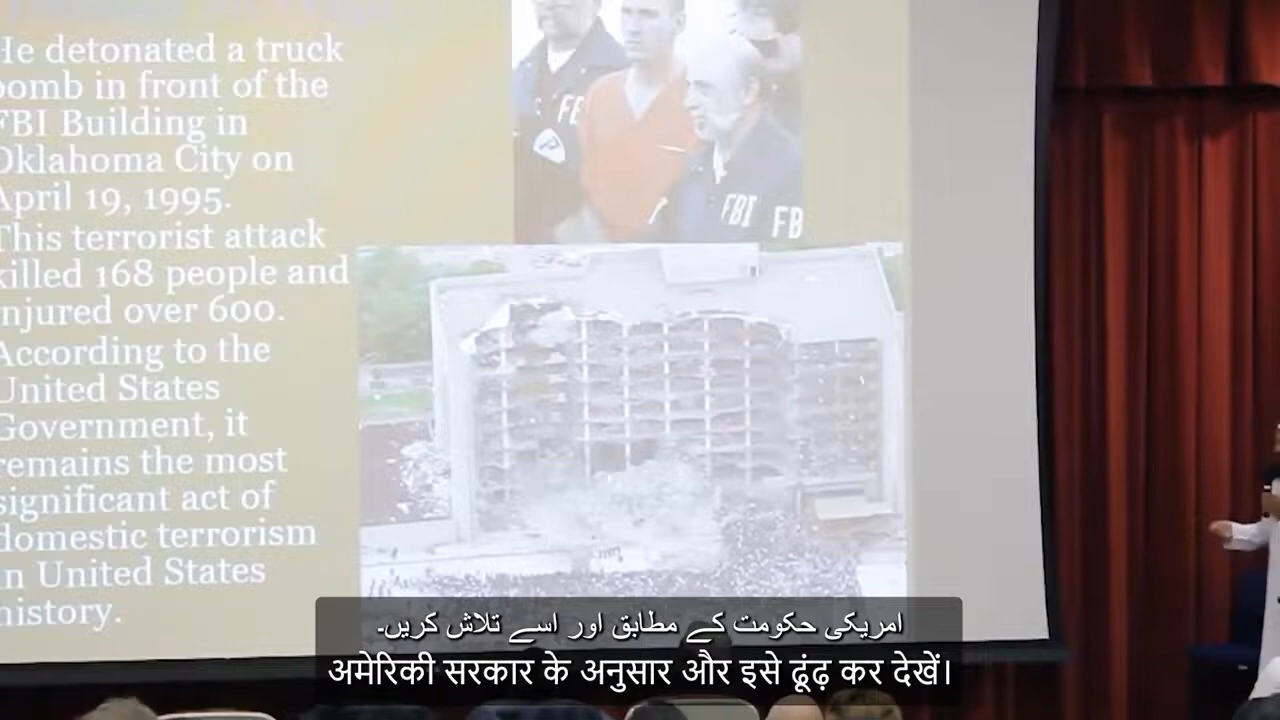 He detonated a truck
bomb in front of the
FBI Building in
Oklahoma City on
April 19, 1995.
This terrorist attack
killed 168 people and
injured over 600.
According to the
United States
Government, it
remains the most
significant act of
domestic terrorism
in United States
history.
FB
FBI
FB
امریکی حکومت کے مطابق اور اسے تلاش کریں۔
अमेरिकी सरकार के अनुसार और इसे ढूंढ़ कर देखें।